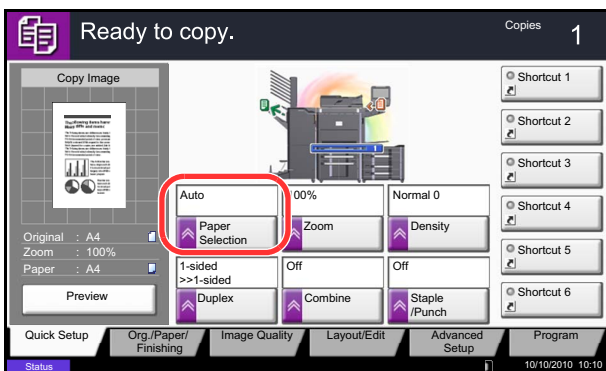 Ready to copy.
Copies 1
Copy Image
Original : A4
Zoom : 100%
Paper : A4
Preview
1
Auto
Paper
Selection
100%
Zoom
Normal 0
Density
1-sided
>>1-sided
Duplex
Off
Combine
Off
Staple
/Punch
Shortcut 1
Shortcut 2
Shortcut 3
Shortcut 4
Shortcut 5
Shortcut 6
Quick Setup
Org./Paper/
Finishing
Image Quality
Layout/Edit
Advanced
Setup
Program
Status
10/10/2010 10:10